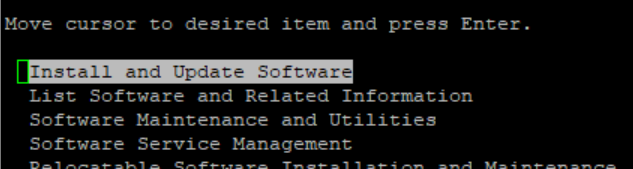 Move cursor to desired item and press Enter.
Install and Update Software
List Software and Related Information
Software Maintenance and Utilities
Software Service Management
Relocatable Software Installation and Maintenance